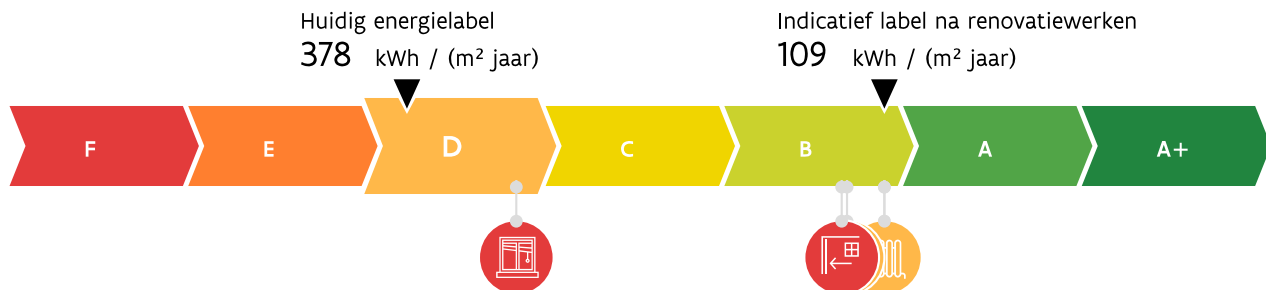 Huidig energielabel
378 kWh / (m² jaar)
Indicatief label na renovatiewerken
109 kWh / (m² jaar)
F E D C B A A+